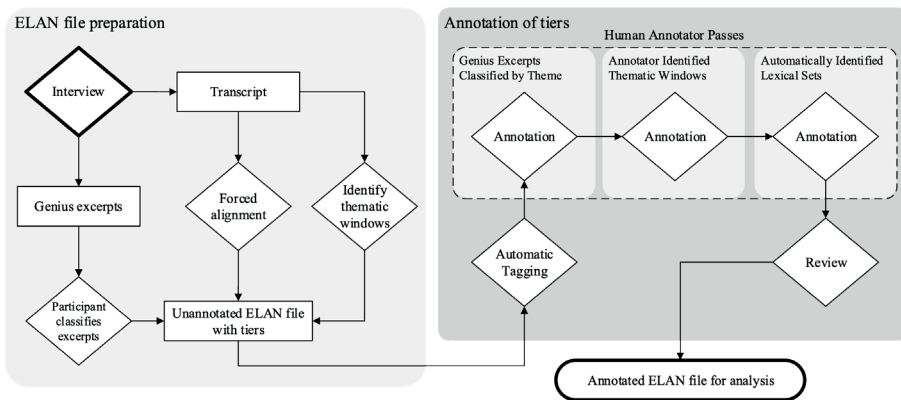 ELAN file preparation
Interview
Transcript
Genius excerpts
Forced
alignment
Identify
thematic
windows
Participant
classifies
excerpts
Unannotated ELAN file
with tiers
Annotation of tiers
Human Annotator Passes
Genius Excerpts
Classified by Theme
Annotator Identified
Thematic Windows
Automatically Identified
Lexical Sets
Annotation
Annotation
Annotation
Automatic
Tagging
Review
Annotated ELAN file for analysis